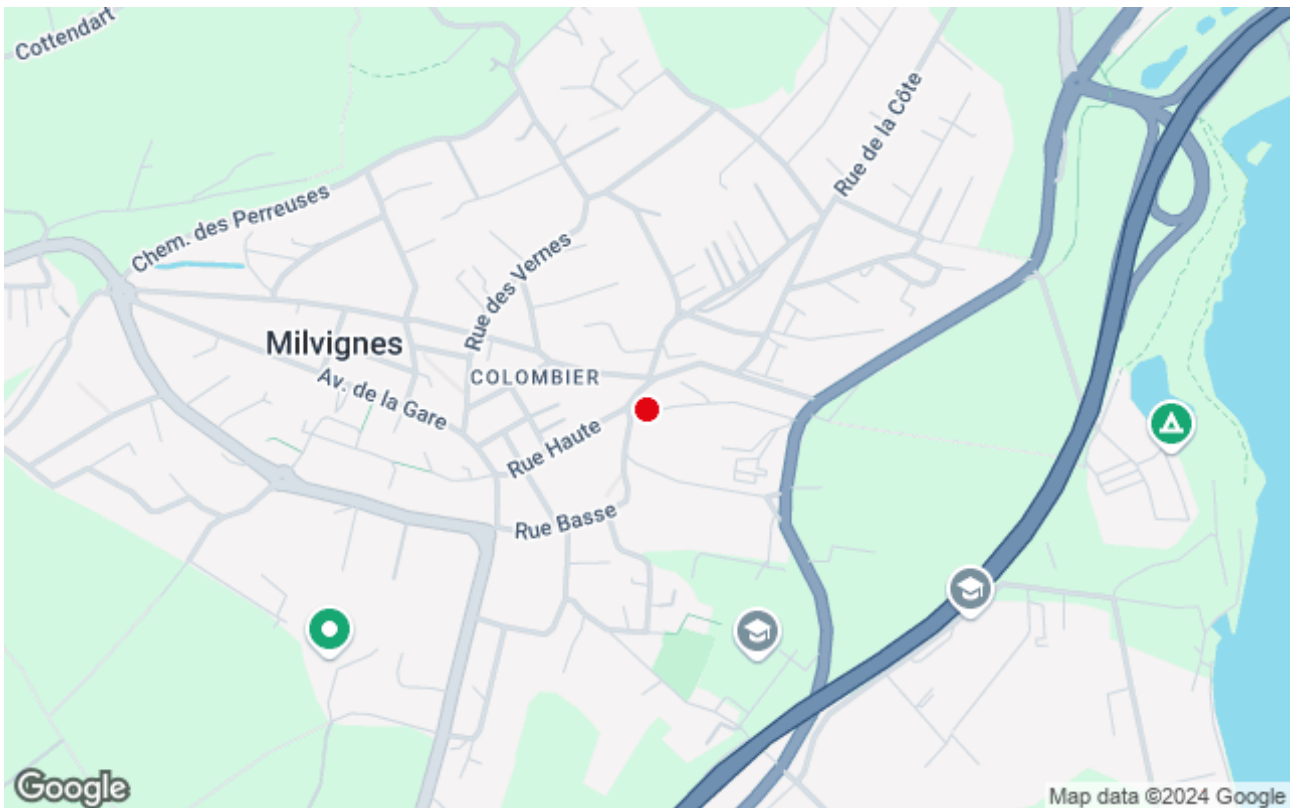 Cottendart
Rue de la Côte
Chem. des Perreuses
Rue des Vernes
Milvignes
COLOMBIER
Av. de la Gare
Rue Haute
Rue Basse
Google
Map data ©2024 Google